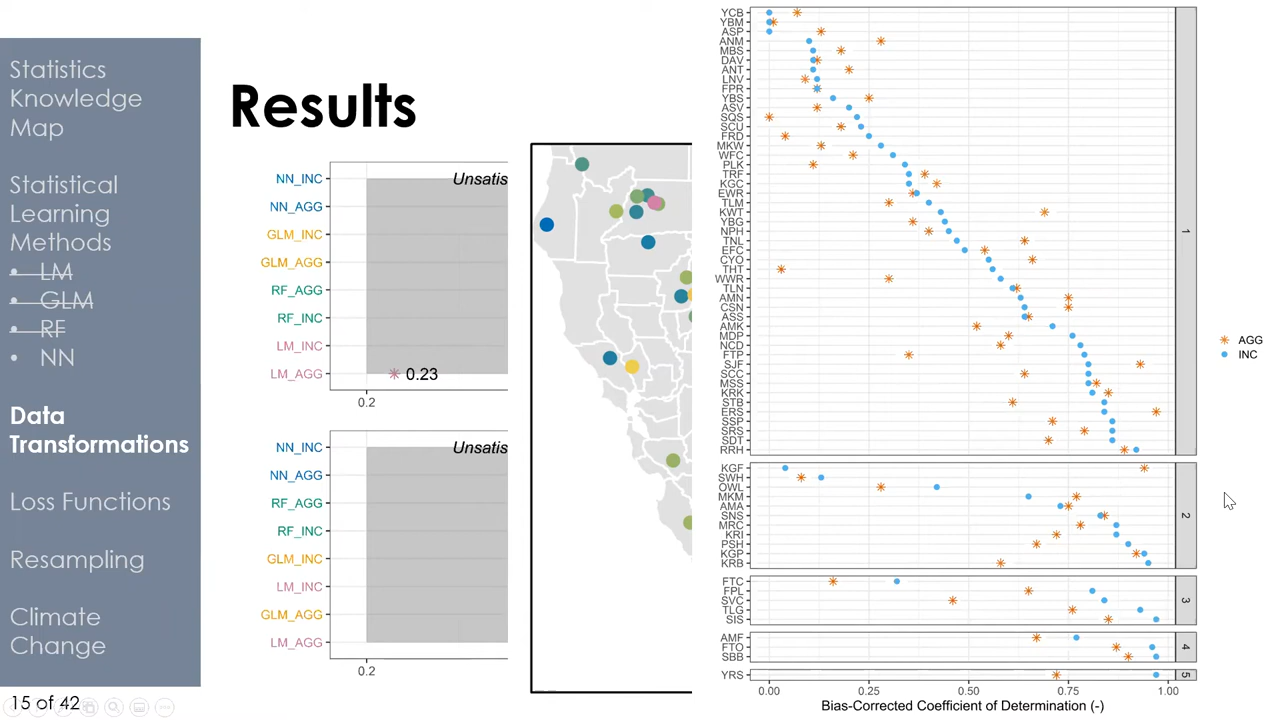 Statistics
Knowledge
Map
Statistical
Learning
Methods
• LM
• GLM
• RF
• NN
Data
Transformations
Loss Functions
Resampling
Climate
Change
15 of 42
Results
NN_INC
NN_AGG
GLM_INC
GLM_AGG
RF_AGG
RF_INC
LM_INC
LM_AGG
Unsatis
0.23
0.2
NN_INC
NN_AGG
RF_AGG
RF_INC
GLM_INC
LM_INC
GLM_AGG
LM_AGG
Unsatis
0.2
YCB
YBM
ASP
ANM
MBS
DAV
ANT
LNV
FPR
YBS
ASV
SQS
SCU
FRD
MKW
WFC
PLK
TRF
KGC
EWR
TLM
KWT
YBG
NPH
TNL
EFC
CYO
THT
WWR
TLN
AMN
CSN
ASS
AMK
MDP
NCD
FTP
SJF
SCC
MSS
KRK
STB
ERS
SSP
SRS
SDT
RRH
1
KGF
SWH
OWL
MKM
AMA
SNS
MRC
KRI
PSH
KGP
KRB
2
FTC
FPL
SVC
TLG
SIS
3
AMF
FTO
SBB
4
YRS
5
0.00
0.25
0.50
0.75
1.00
Bias-Corrected Coefficient of Determination (-)
AGG
INC